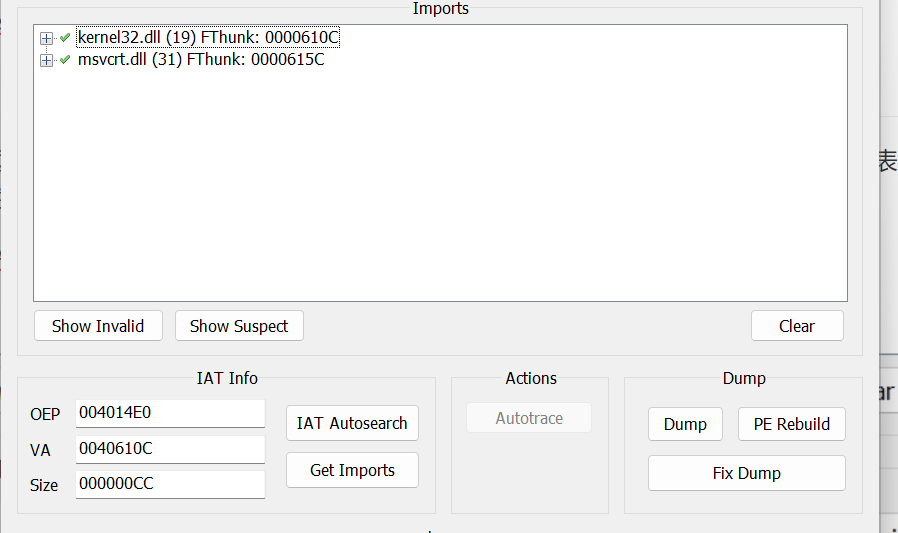 Imports
kernel32.dll (19) FThunk: 0000610C
msvcrt.dll (31) FThunk: 0000615C
表
Show Invalid
Show Suspect
Clear
IAT Info
Actions
Dump
OEP
004014E0
IAT Autosearch
Autotrace
Dump
PE Rebuild
ar
VA
0040610C
Get Imports
Fix Dump
Size
000000CC